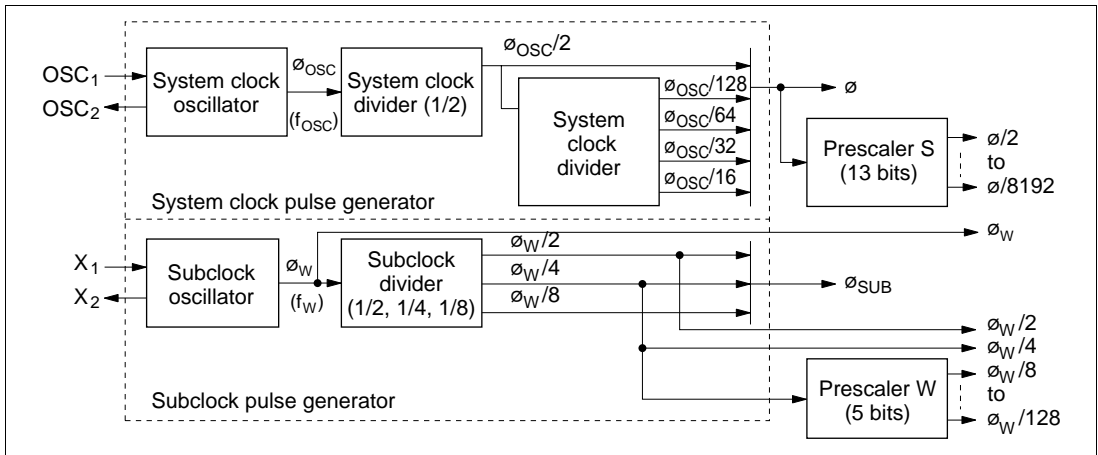 OSC1
OSC2
System clock
oscillator
øOSC
(fOSC)
System clock
divider (1/2)
øOSC/2
System
clock
divider
øOSC/128
øOSC/64
øOSC/32
øOSC/16
ø
Prescaler S
(13 bits)
ø/2
to
ø/8192
System clock pulse generator
X1
X2
Subclock
oscillator
øW
(fW)
Subclock
divider
(1/2, 1/4, 1/8)
øW/2
øW/4
øW/8
øW
øSUB
øW/2
øW/4
Prescaler W
(5 bits)
øW/8
to
øW/128
Subclock pulse generator